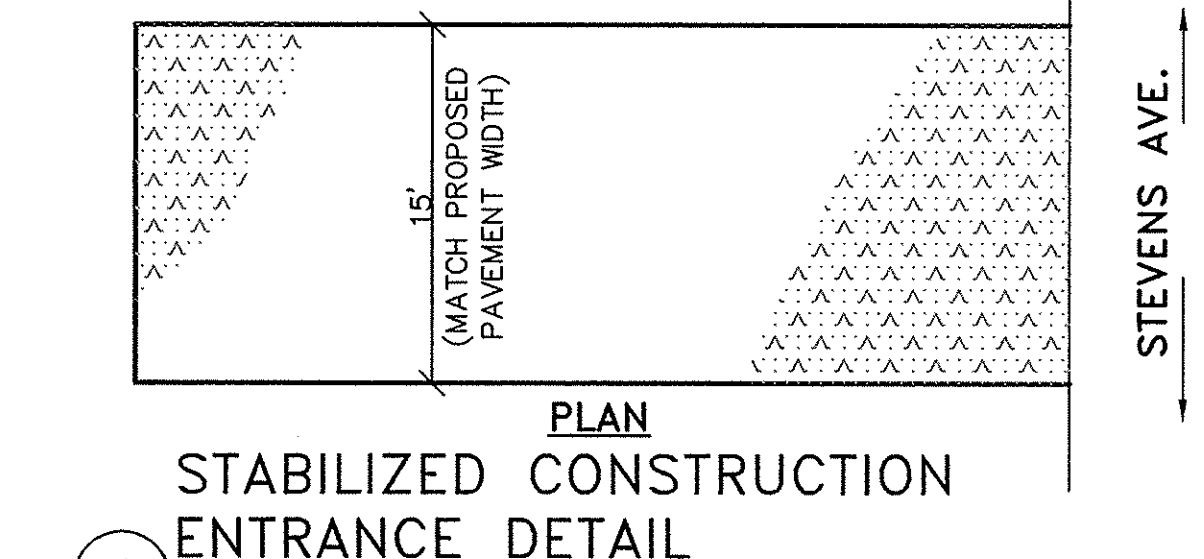 15'
(MATCH PROPOSED
PAVEMENT WIDTH)
STEVENS AVE.
PLAN
STABILIZED CONSTRUCTION
ENTRANCE DETAIL